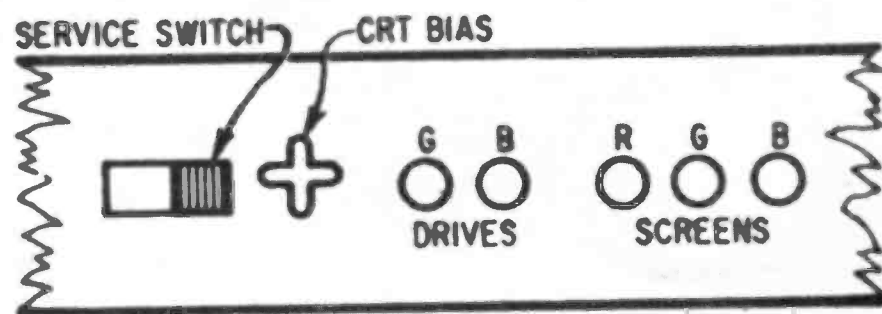 SERVICE SWITCH CRT BIAS
G B R G B
DRIVES SCREENS